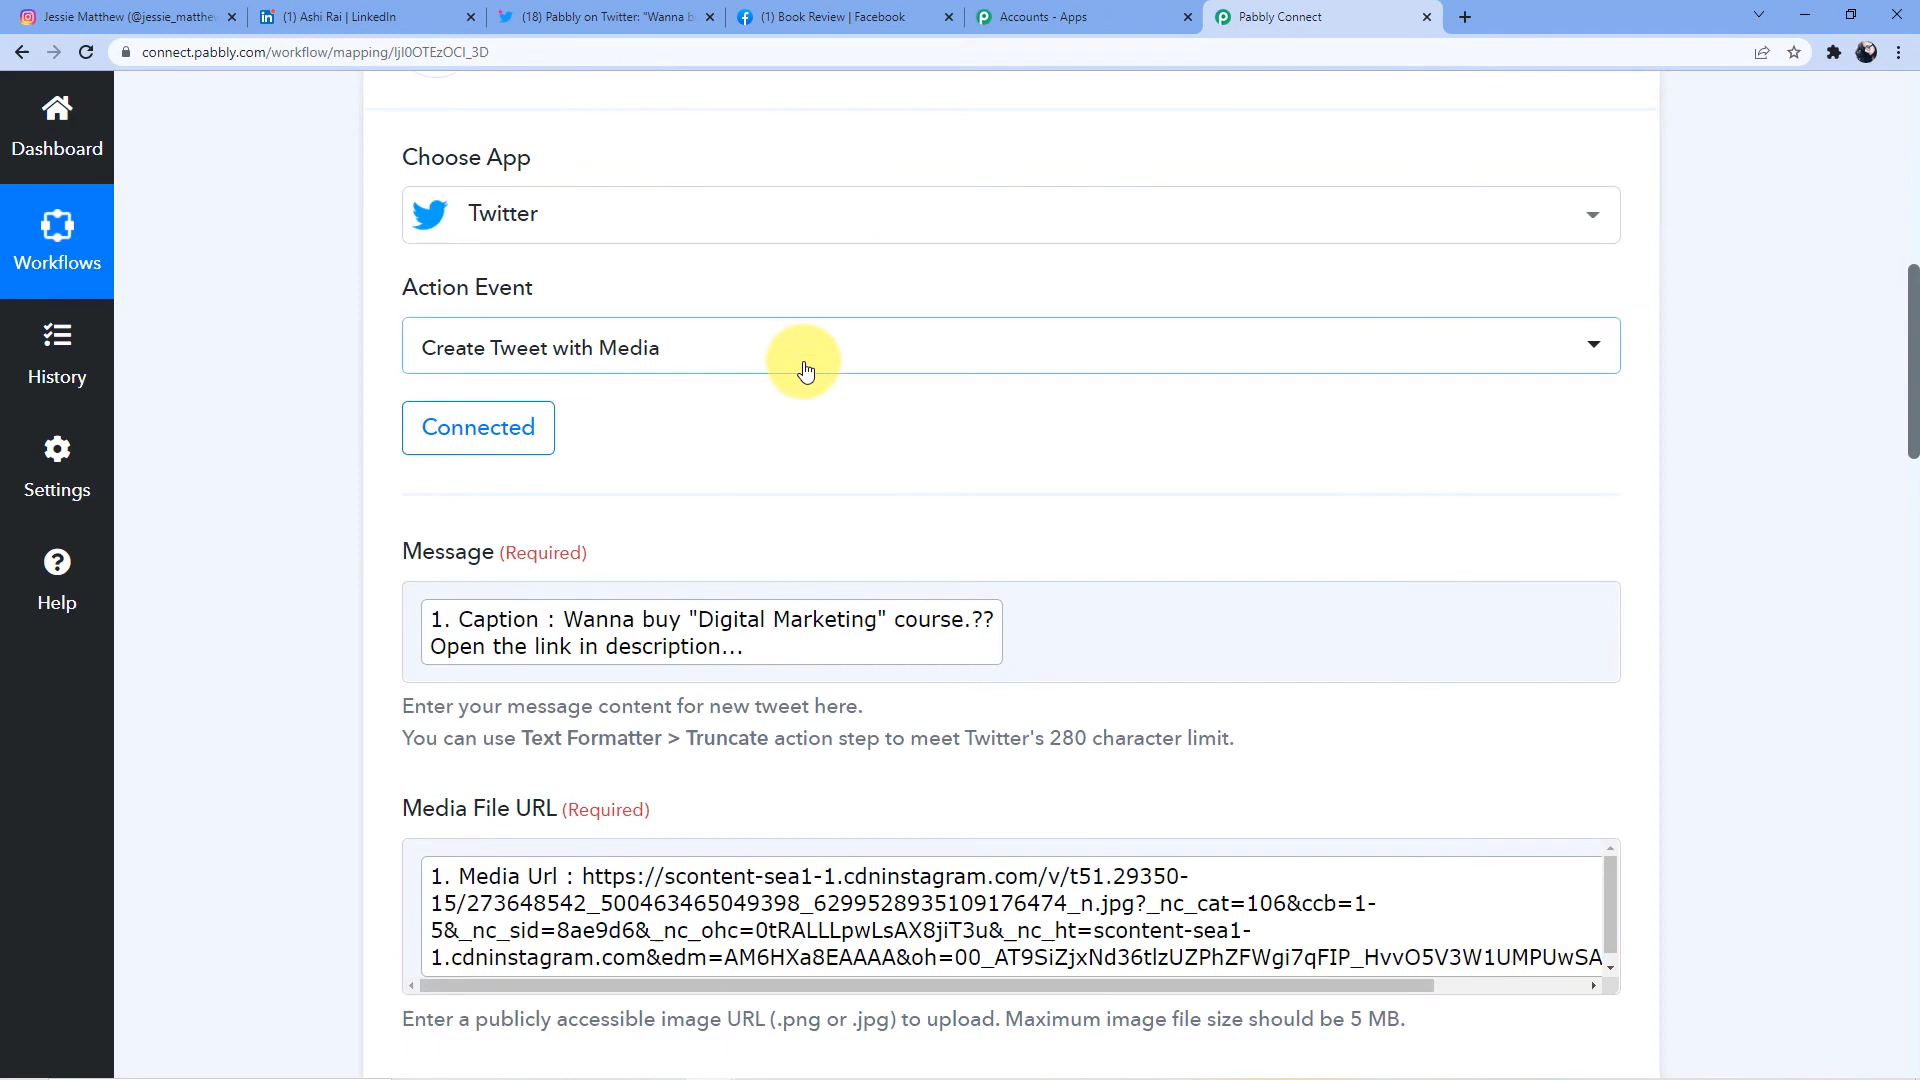 Jessie Matthew (@jessie_matthe
(1) Ashi Rai | LinkedIn
(18) Pabbly on Twitter: "Wanna b
(1) Book Review | Facebook
Accounts - Apps
Pabbly Connect
connect.pabbly.com/workflow/mapping/IjI0OTEzOCI_3D
Dashboard
Workflows
History
Settings
Help
Choose App
Twitter
Action Event
Create Tweet with Media
Connected
Message (Required)
1. Caption : Wanna buy "Digital Marketing" course.??
Open the link in description...
Enter your message content for new tweet here.
You can use Text Formatter > Truncate action step to meet Twitter's 280 character limit.
Media File URL (Required)
1. Media Url : https://scontent-sea1-1.cdninstagram.com/v/t51.29350-
15/273648542_500463465049398_6299528935109176474_n.jpg?_nc_cat=106&ccb=1-
5&_nc_sid=8ae9d6&_nc_ohc=0tRALLLpwLsAX8jiT3u&_nc_ht=scontent-sea1-
1.cdninstagram.com&edm=AM6HXa8EAAAA&oh=00_AT9SiZjxNd36tlzUZPhZFWgi7qFIP_HvvO5V3W1UMPUwSA
Enter a publicly accessible image URL (.png or .jpg) to upload. Maximum image file size should be 5 MB.